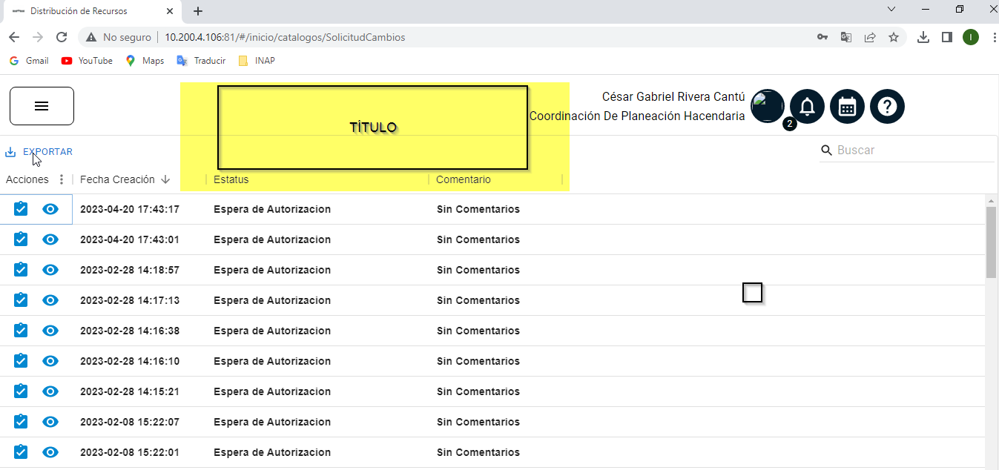 Distribución de Recursos
No seguro
10.200.4.106:81/#/inicio/catalogos/SolicitudCambios
I
Gmail
YouTube
Maps
Traducir
INAP
TÍTULO
César Gabriel Rivera Cantú
Coordinación De Planeación Hacendaria
2
EXPORTAR
Buscar
Acciones Fecha Creación Estatus Comentario
2023-04-20 17:43:17 Espera de Autorizacion Sin Comentarios
2023-04-20 17:43:01 Espera de Autorizacion Sin Comentarios
2023-02-28 14:18:57 Espera de Autorizacion Sin Comentarios
2023-02-28 14:17:13 Espera de Autorizacion Sin Comentarios
2023-02-28 14:16:38 Espera de Autorizacion Sin Comentarios
2023-02-28 14:16:10 Espera de Autorizacion Sin Comentarios
2023-02-28 14:15:21 Espera de Autorizacion Sin Comentarios
2023-02-08 15:22:07 Espera de Autorizacion Sin Comentarios
2023-02-08 15:22:01 Espera de Autorizacion Sin Comentarios